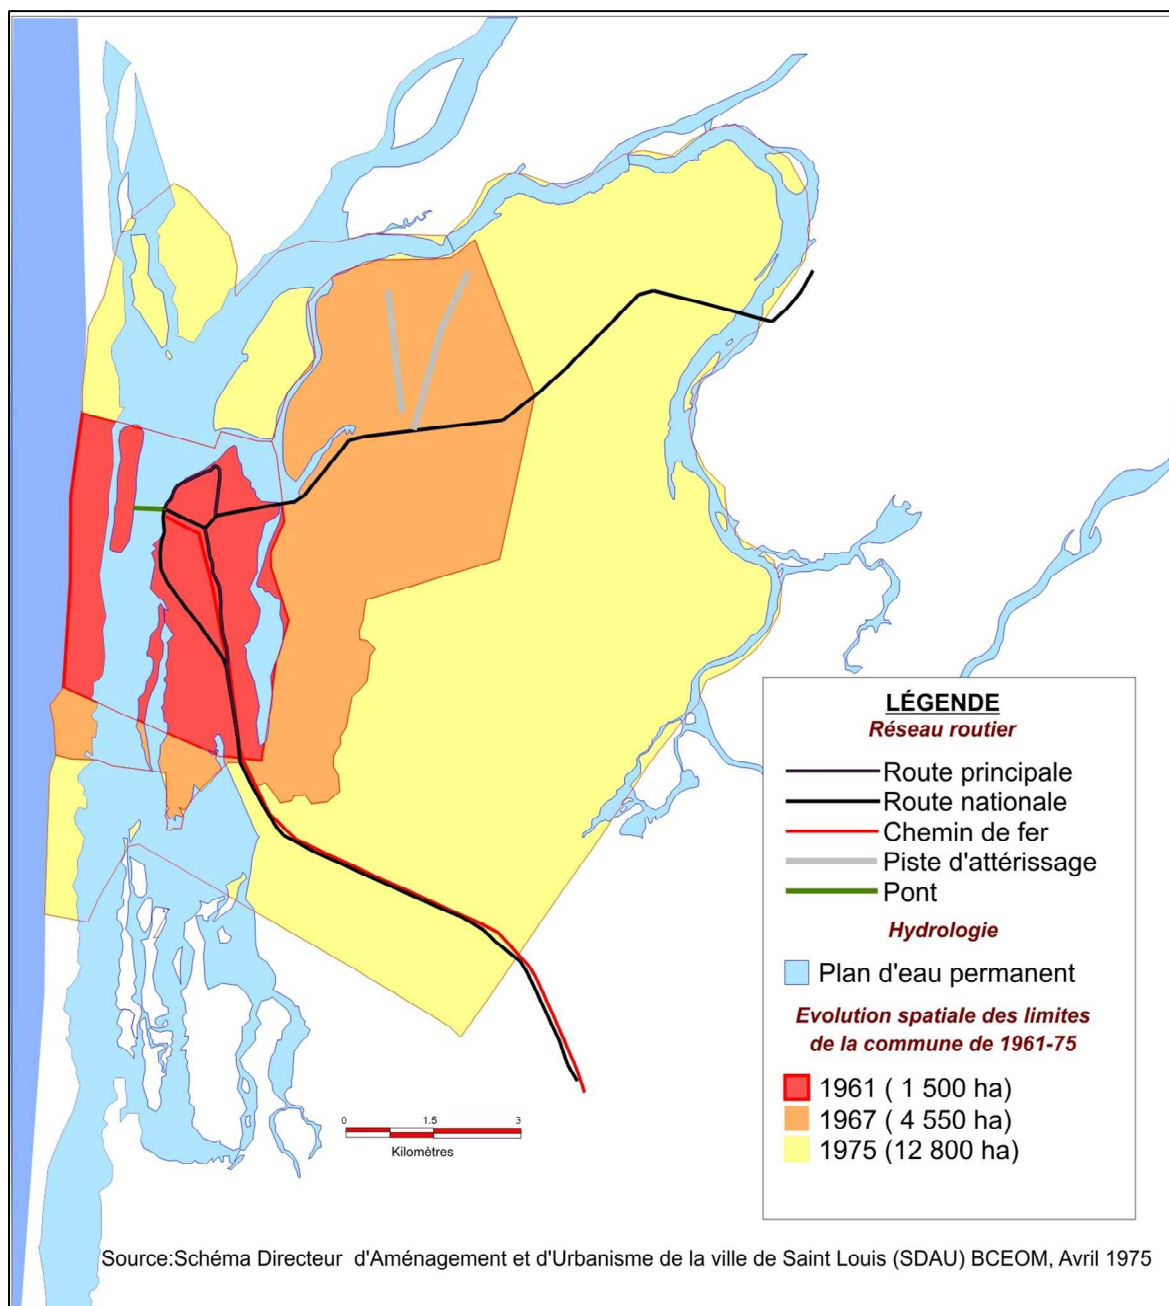 LÉGENDE
Réseau routier
Route principale
Route nationale
Chemin de fer
Piste d'attérissage
Pont
Hydrologie
Plan d'eau permanent
Evolution spatiale des limites
de la commune de 1961-75
1961 ( 1 500 ha)
1967 ( 4 550 ha)
1975 (12 800 ha)
0 1.5 3
Kilomètres
Source:Schéma Directeur d'Aménagement et d'Urbanisme de la ville de Saint Louis (SDAU) BCEOM, Avril 1975